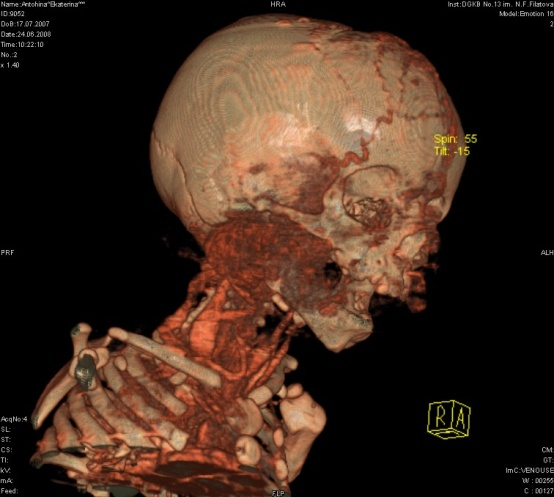 Name:Antohina^Ekaterina^^^
ID:9052
DoB:17.07.2007
Date:24.06.2008
Time:10:22:10
No.:2
x 1.40
HRA
Inst:DGKB No.13 im. N.F.Filatova
Model:Emotion 16
2
Spin: 55
Tilt: -15
PRF
ALH
R A
AcqNo:4
SL:
ST:
CS:
TI:
kV:
mA:
Feed:
FLP
CM:
GT:
ImC:VENOUSE
W : 00256
C : 00127